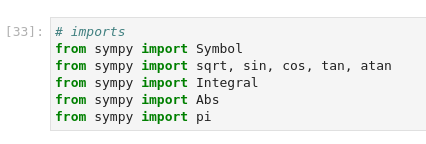 [33]: # imports
from sympy import Symbol
from sympy import sqrt, sin, cos, tan, atan
from sympy import Integral
from sympy import Abs
from sympy import pi